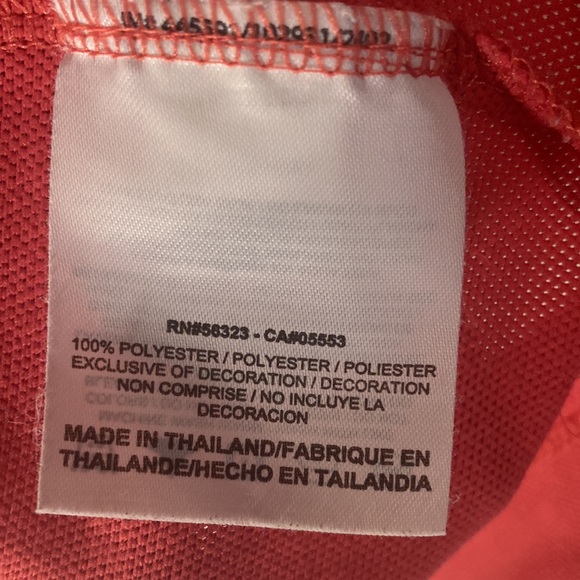 RN#56323 - CA#05553
100% POLYESTER / POLYESTER / POLIESTER
EXCLUSIVE OF DECORATION / DECORATION
NON COMPRISE / NO INCLUYE LA
DECORACION
MADE IN THAILAND/FABRIQUE EN
THAILANDE/HECHO EN TAILANDIA